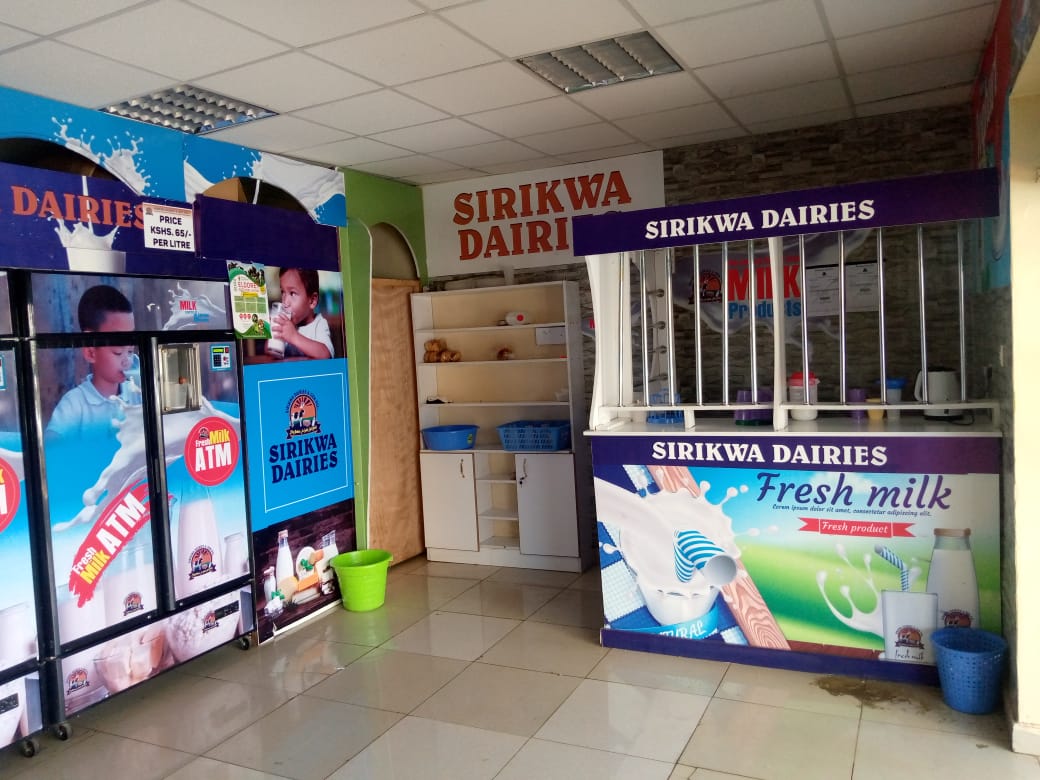 DAIRIES
PRICE
KSHS. 65/-
PER LITRE
MILK
ELDORE
Fresh
Milk
ATM
Fresh
Milk
ATM
SIRIKWA
DAIRIES
SIRIKWA
DAIRIES
SIRIKWA DAIRIES
MILK
Products
SIRIKWA DAIRIES
Fresh milk
Lorem ipsum dolor sit amet, consectetur adipiscing elit.
Fresh product
Fresh milk